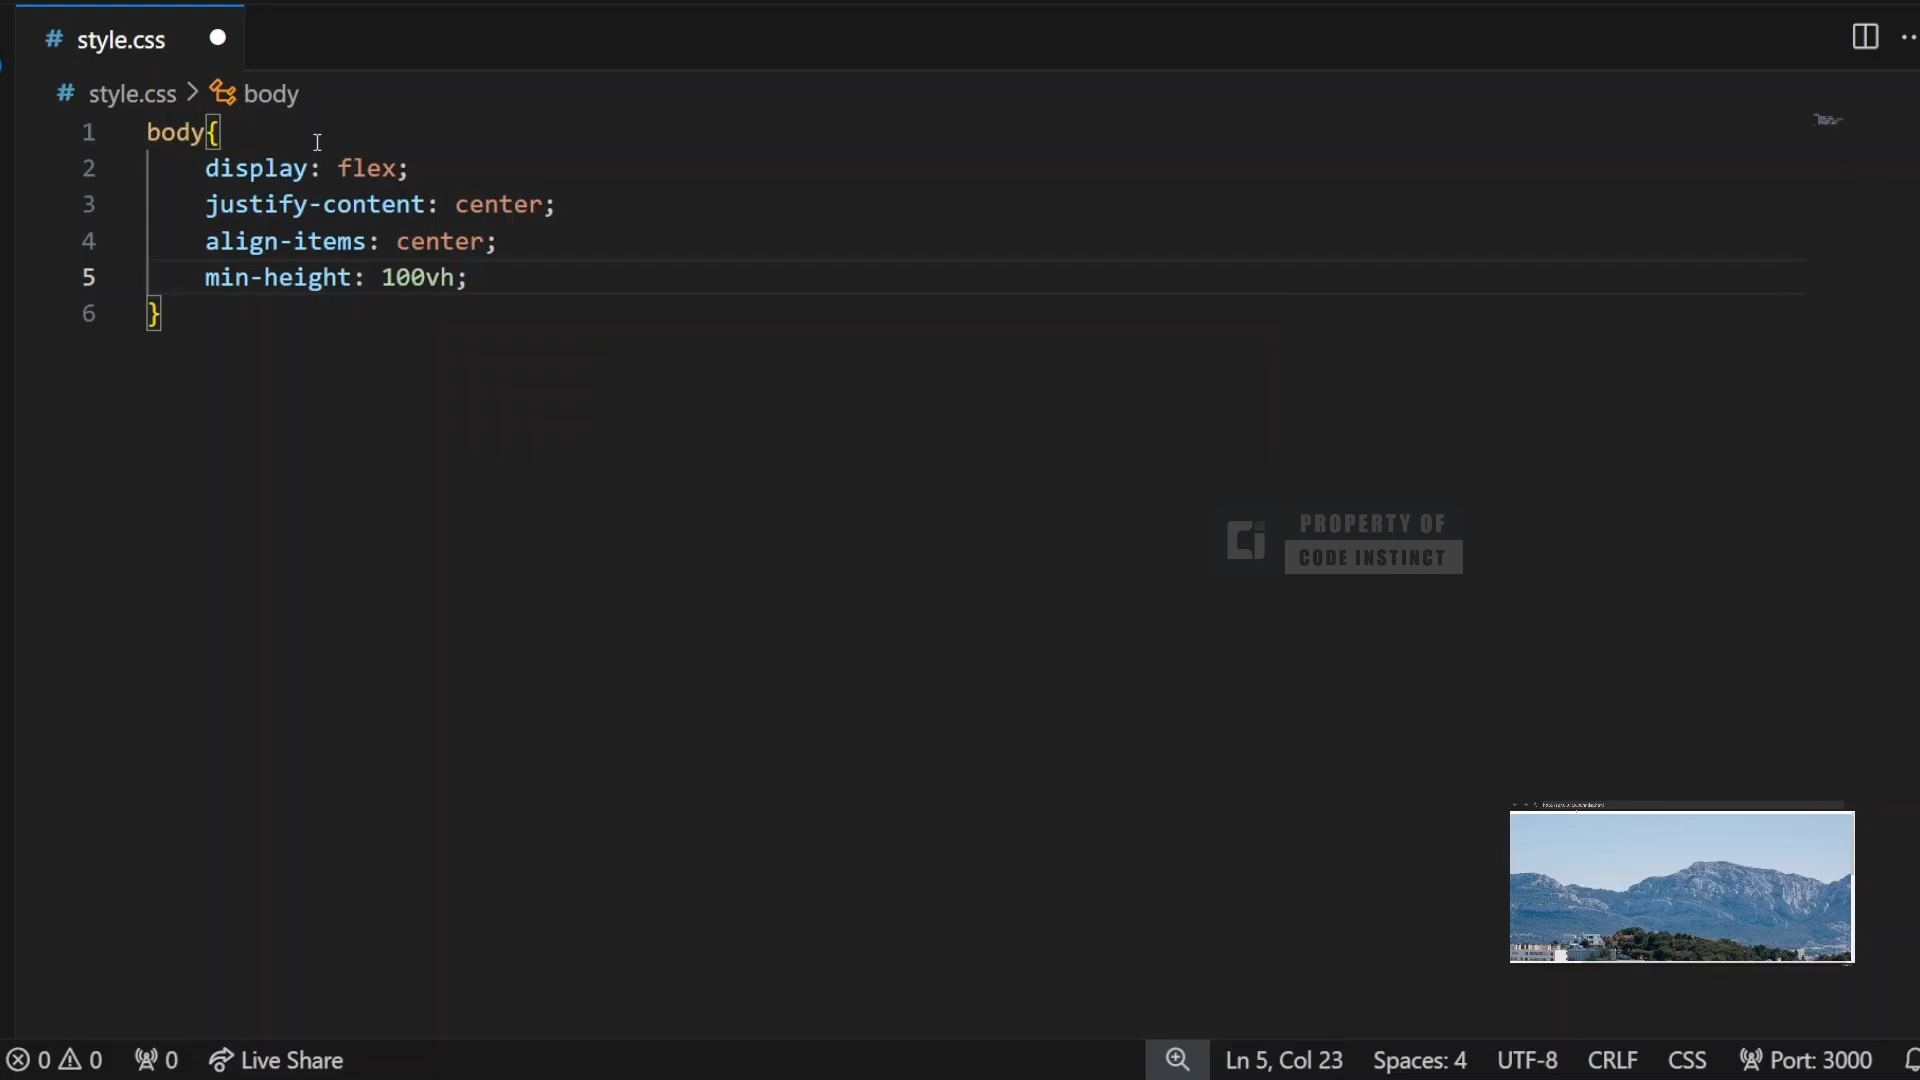 # style.css
# style.css > body
1 body{
2 display: flex;
3 justify-content: center;
4 align-items: center;
5 min-height: 100vh;
6 }
Ci PROPERTY OF
CODE INSTINCT
0 0 0 Live Share Ln 5, Col 23 Spaces: 4 UTF-8 CRLF CSS Port: 3000